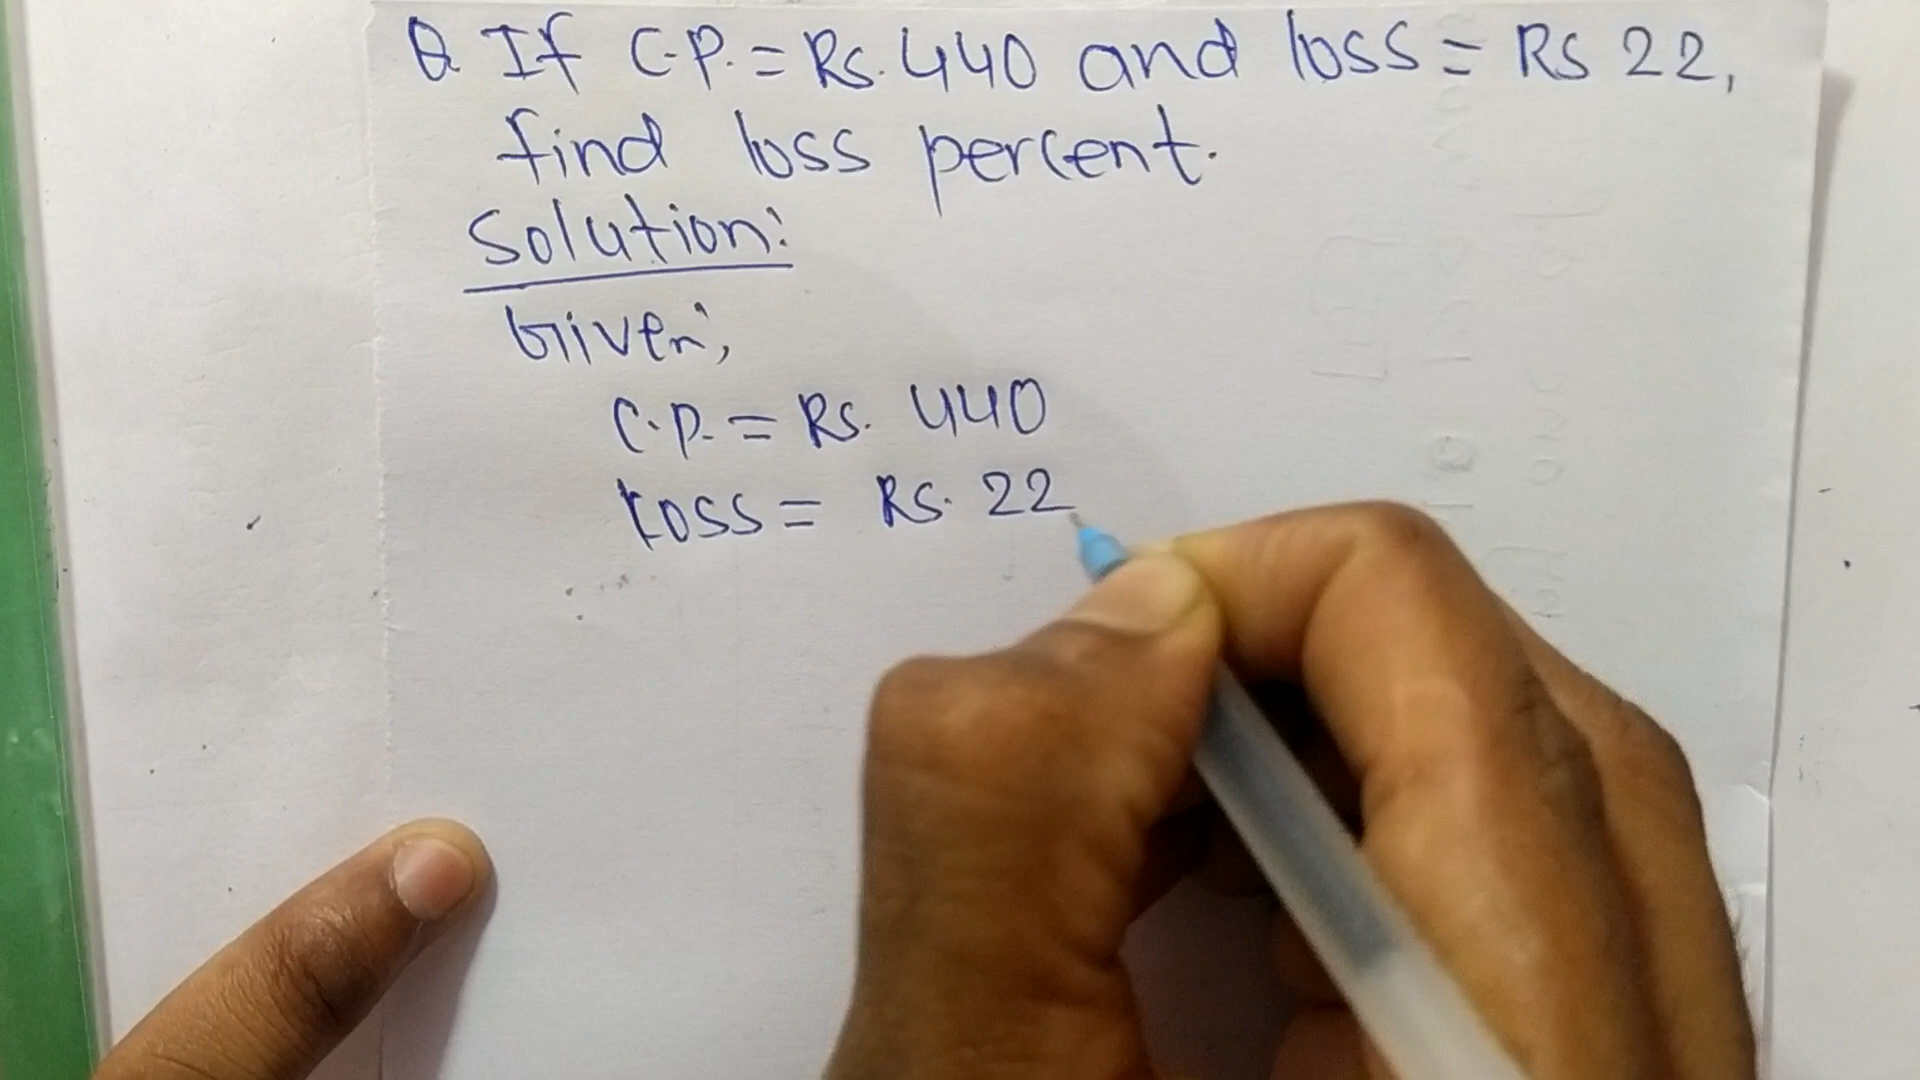 Q. If C.P. = Rs. 440 and loss = Rs 22,
find loss percent.
Solution:
Given,
C.P. = Rs. 440
Loss = Rs. 22